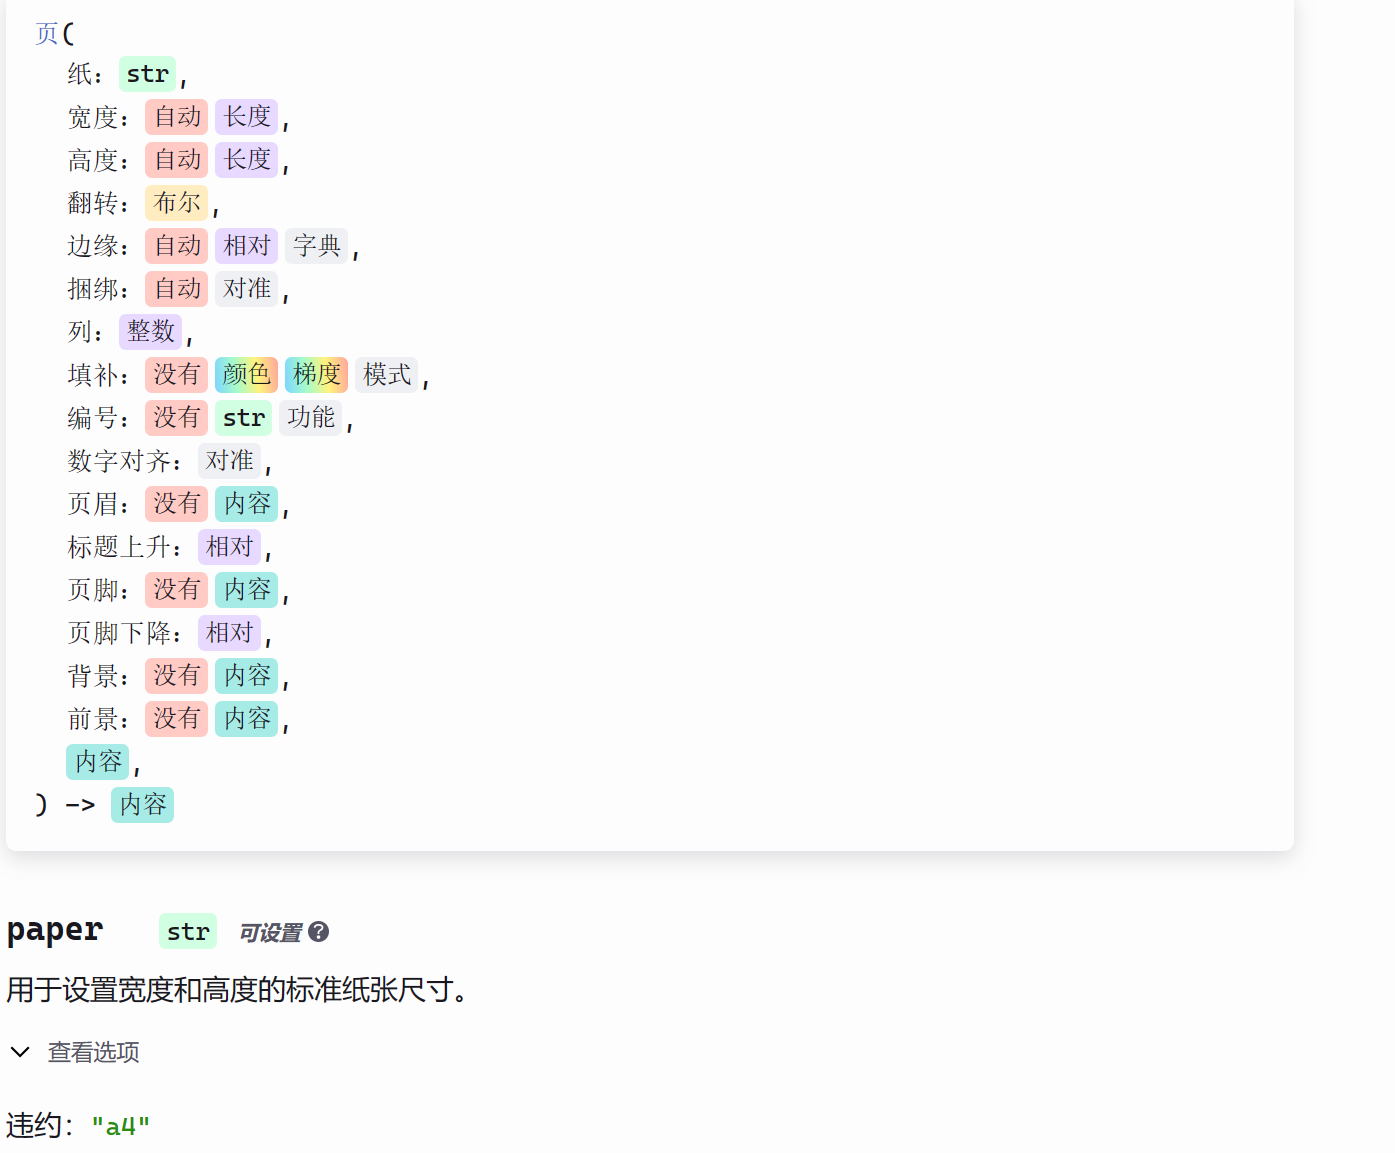 页(
纸: str,
宽度: 自动 长度,
高度: 自动 长度,
翻转: 布尔,
边缘: 自动 相对 字典,
捆绑: 自动 对准,
列: 整数,
填补: 没有 颜色 梯度 模式,
编号: 没有 str 功能,
数字对齐: 对准,
页眉: 没有 内容,
标题上升: 相对,
页脚: 没有 内容,
页脚下降: 相对,
背景: 没有 内容,
前景: 没有 内容,
内容,
) -> 内容
paper str 可设置 ?
用于设置宽度和高度的标准纸张尺寸。
查看选项
违约: "a4"